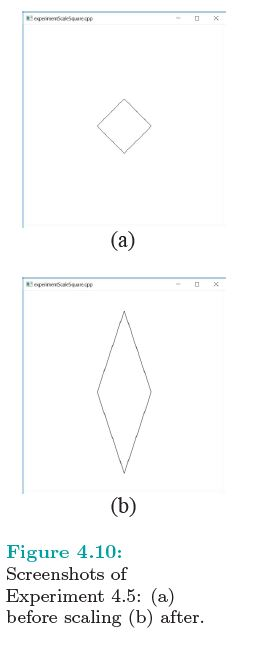 experimentScaleSquare.cpp
(a)
experimentScaleSquare.cpp
(b)
Figure 4.10:
Screenshots of
Experiment 4.5: (a)
before scaling (b) after.